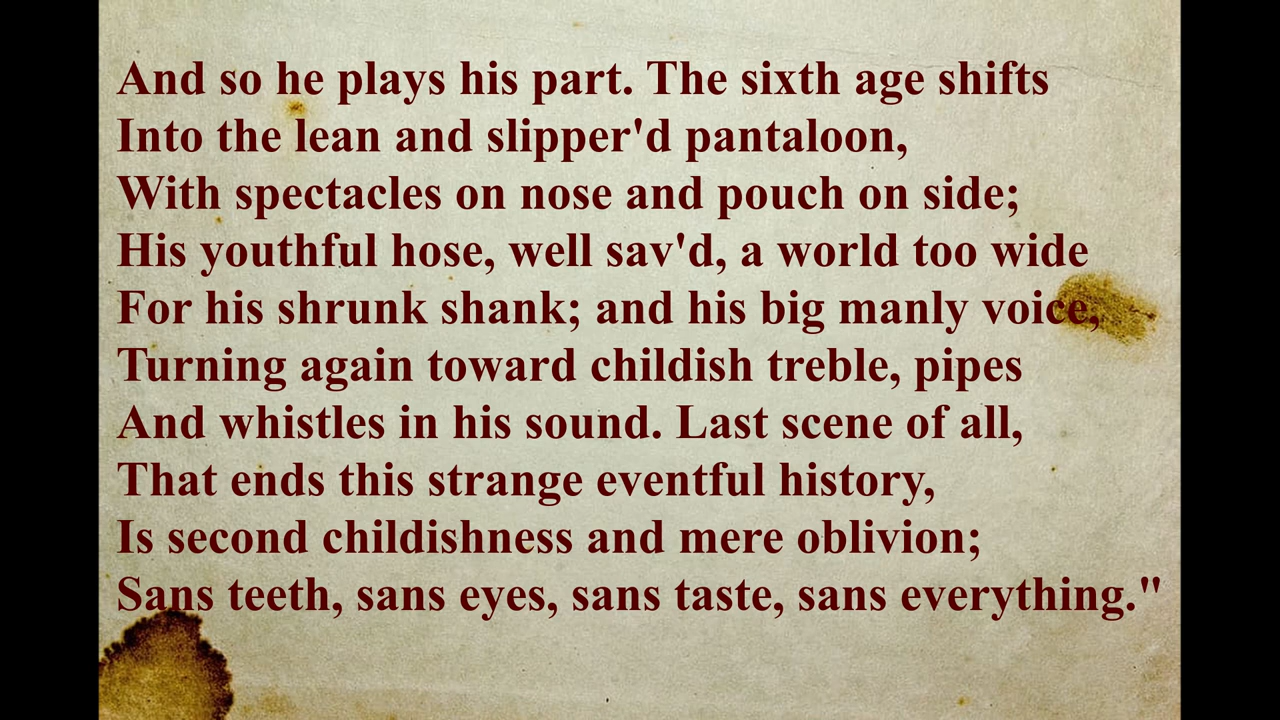 And so he plays his part. The sixth age shifts
Into the lean and slipper'd pantaloon,
With spectacles on nose and pouch on side;
His youthful hose, well sav'd, a world too wide
For his shrunk shank; and his big manly voice,
Turning again toward childish treble, pipes
And whistles in his sound. Last scene of all,
That ends this strange eventful history,
Is second childishness and mere oblivion;
Sans teeth, sans eyes, sans taste, sans everything."